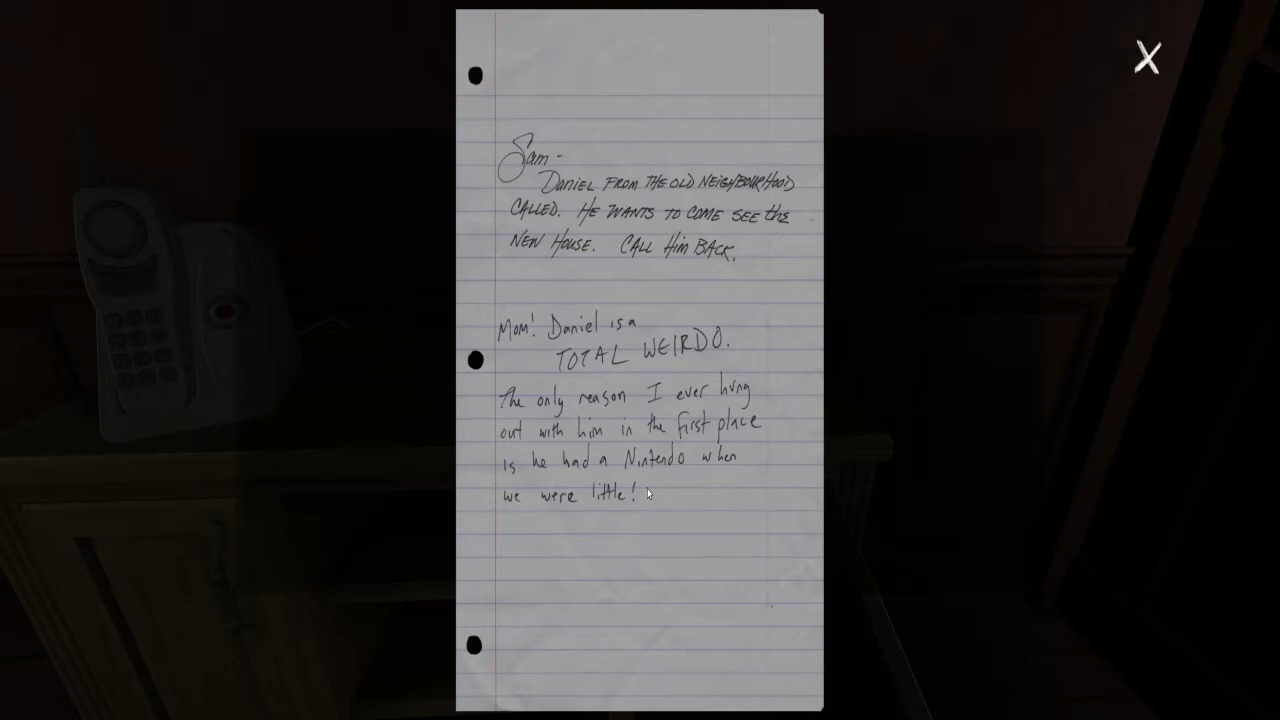 Sam-
DANIEL FROM THE OLD NEIGHBOURHOOD
CALLED. HE WANTS TO COME SEE the
NEW HOUSE. CALL HIM BACK.
Mom! Daniel is a
TOTAL WEIRDO.
The only reason I ever hung
out with him in the first place
is he had a Nintendo when
we were little!
X